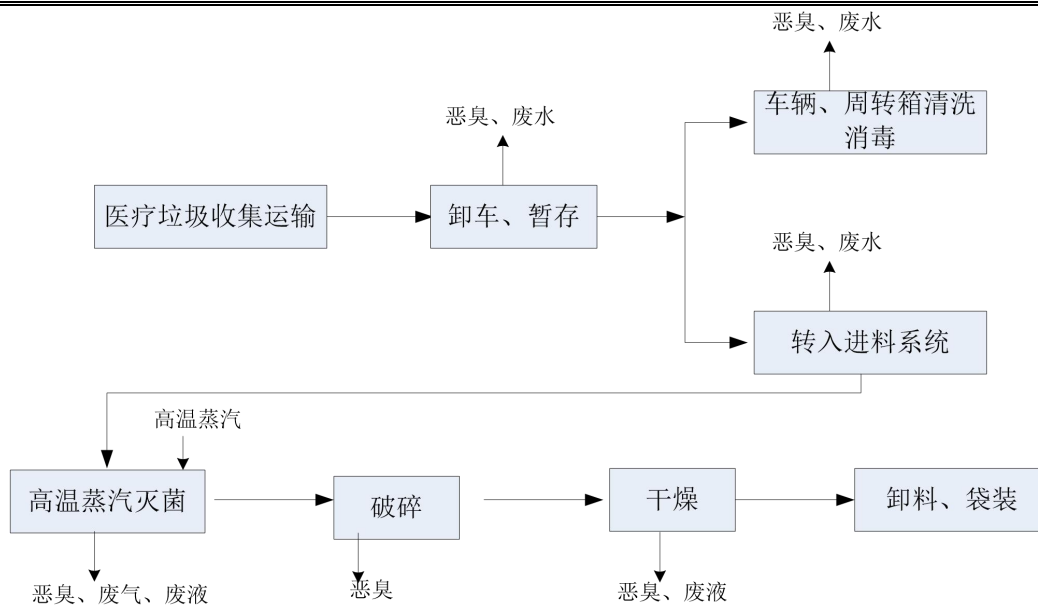 恶臭、废水
车辆、周转箱清洗
消毒
恶臭、废水
医疗垃圾收集运输
卸车、暂存
恶臭、废水
转入进料系统
高温蒸汽
高温蒸汽灭菌
破碎
干燥
卸料、袋装
恶臭、废气、废液
恶臭
恶臭、废液